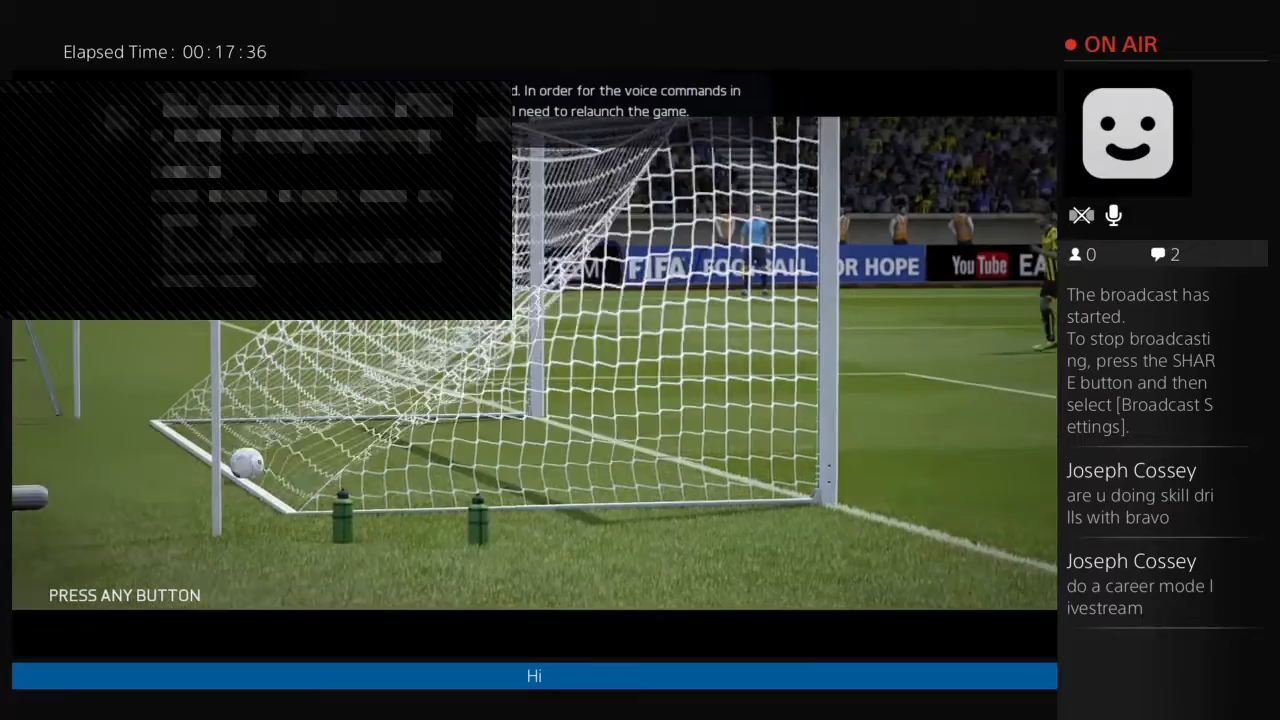 Elapsed Time: 00:17:36
ON AIR
d. In order for the voice commands in
need to relaunch the game.
0
2
FIFA FOOTBALL FOR HOPE
YouTube
EA
The broadcast has
started.
To stop broadcasti
ng, press the SHAR
E button and then
select [Broadcast S
ettings].
Joseph Cossey
are u doing skill dri
lls with bravo
Joseph Cossey
do a career mode l
ivestream
PRESS ANY BUTTON
Hi